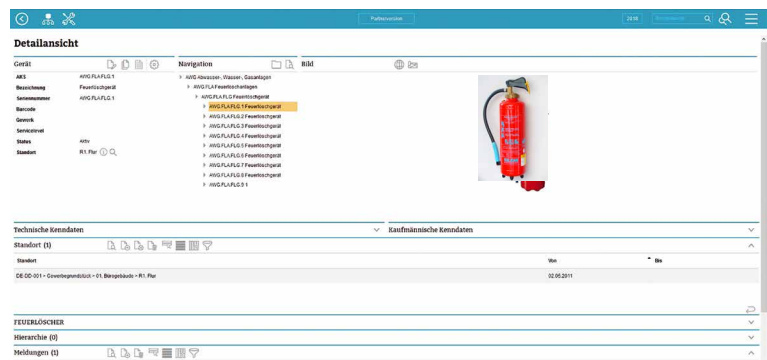 2018
Detailansicht
Gerät
Navigation
Bild
AKS AWG.FLA.FLG.1
Bezeichnung Feuerlöschgerät
Seriennummer AWG.FLA.FLG.1
Barcode
Gewerk
Servicelevel
Status Aktiv
Standort R1. Flur
AWG Abwasser-, Wasser-, Gasanlagen
AWG.FLA Feuerlöschanlagen
AWG.FLA.FLG Feuerlöschgerät
AWG.FLA.FLG.1 Feuerlöschgerät
AWG.FLA.FLG.2 Feuerlöschgerät
AWG.FLA.FLG.3 Feuerlöschgerät
AWG.FLA.FLG.4 Feuerlöschgerät
AWG.FLA.FLG.5 Feuerlöschgerät
AWG.FLA.FLG.6 Feuerlöschgerät
AWG.FLA.FLG.7 Feuerlöschgerät
AWG.FLA.FLG.8 Feuerlöschgerät
AWG.FLA.FLG.9 1
Technische Kenndaten
Kaufmännische Kenndaten
Standort (1)
Standort Von Bis
DE-DD-001 - Gewerbegrundstück - 01. Bürogebäude - R1. Flur 02.05.2011
FEUERLÖSCHER
Hierarchie (0)
Meldungen (1)